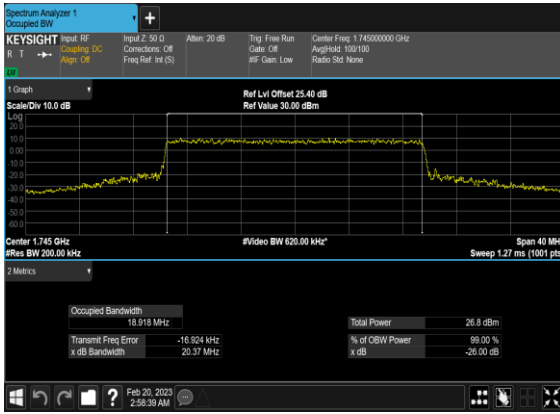 Spectrum Analyzer 1
Occupied BW
KEYSIGHT
R T
LXI
Input: RF
Coupling: DC
Align: Off
Input Z: 50 Ω
Corrections: Off
Freq Ref: Int (S)
Atten: 20 dB
Trig: Free Run
Gate: Off
#IF Gain: Low
Center Freq: 1.745000000 GHz
Avg|Hold: 100/100
Radio Std: None
1 Graph
Scale/Div 10.0 dB
Ref Lvl Offset 25.40 dB
Ref Value 30.00 dBm
Log
20.0
10.0
0.00
-10.0
-20.0
-30.0
-40.0
-50.0
-60.0
Center 1.745 GHz
#Res BW 200.00 kHz
#Video BW 620.00 kHz*
Span 40 MH
Sweep 1.27 ms (1001 pts
2 Metrics
Occupied Bandwidth
18.918 MHz
Transmit Freq Error -16.924 kHz
x dB Bandwidth 20.37 MHz
Total Power 26.8 dBm
% of OBW Power 99.00 %
x dB -26.00 dB
?
Feb 20, 2023
2:58:39 AM